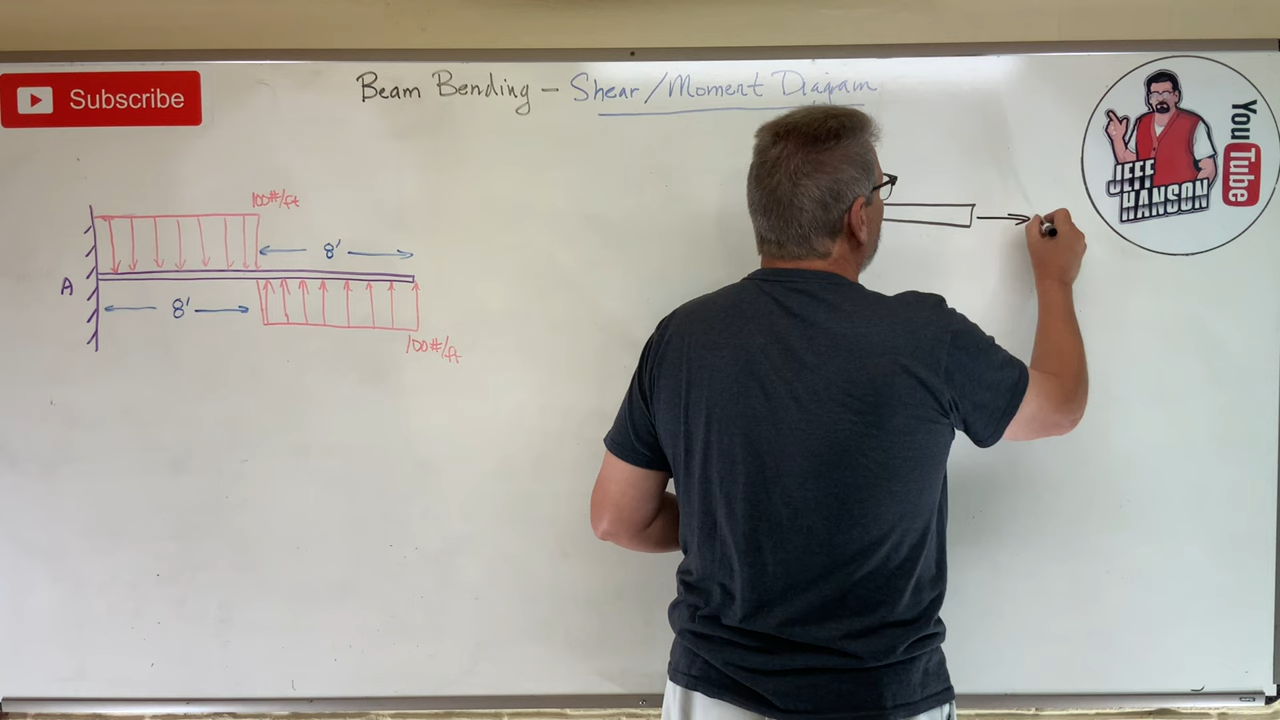 Subscribe
Beam Bending - Shear/Moment Diagram
100#/ft
8'
A
8'
100#/ft
JEFF
HANSON
YouTube